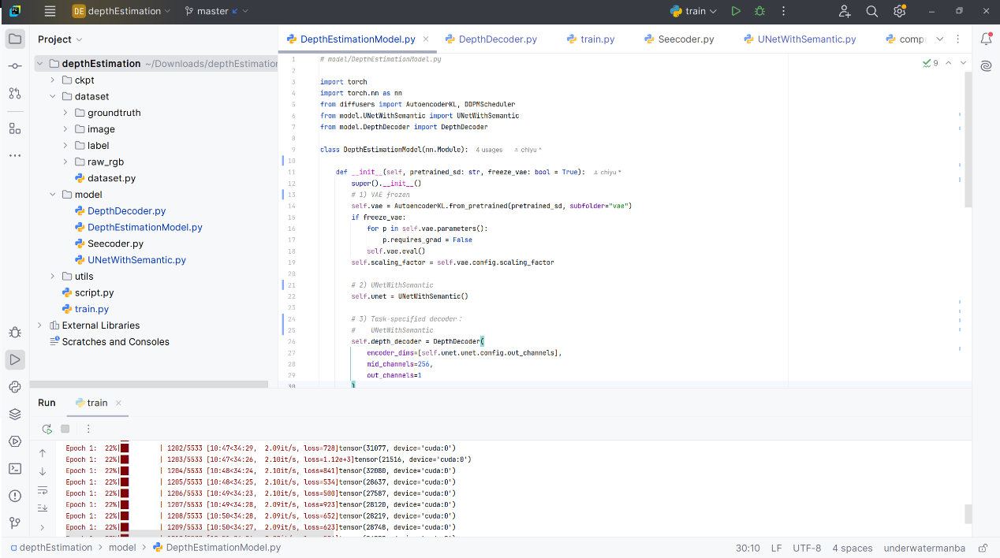 PC DE depthEstimation master train
Project
DepthEstimationModel.py DepthDecoder.py train.py Seecoder.py UNetWithSemantic.py comp
depthEstimation ~/Downloads/depthEstimation
ckpt
dataset
groundtruth
image
label
raw_rgb
dataset.py
model
DepthDecoder.py
DepthEstimationModel.py
Seecoder.py
UNetWithSemantic.py
utils
script.py
train.py
External Libraries
Scratches and Consoles
9
1 # model/DepthEstimationModel.py
2
3 import torch
4 import torch.nn as nn
5 from diffusers import AutoencoderKL, DDPMScheduler
6 from model.UNetWithSemantic import UNetWithSemantic
7 from model.DepthDecoder import DepthDecoder
8
9 class DepthEstimationModel(nn.Module): 4 usages chiyu *
10
11 def __init__(self, pretrained_sd: str, freeze_vae: bool = True): chiyu *
12 super().__init__()
13 # 1) VAE frozen
14 self.vae = AutoencoderKL.from_pretrained(pretrained_sd, subfolder="vae")
15 if freeze_vae:
16 for p in self.vae.parameters():
17 p.requires_grad = False
18 self.vae.eval()
19 self.scaling_factor = self.vae.config.scaling_factor
20
21 # 2) UNetWithSemantic
22 self.unet = UNetWithSemantic()
23
24 # 3) Task-specified decoder：
25 # UNetWithSemantic
26 self.depth_decoder = DepthDecoder(
27 encoder_dims=[self.unet.unet.config.out_channels],
28 mid_channels=256,
29 out_channels=1
30 )
Run train
Epoch 1: 22%| | 1202/5533 [10:47<34:29, 2.09it/s, loss=728]tensor(31077, device='cuda:0')
Epoch 1: 22%| | 1203/5533 [10:47<34:26, 2.10it/s, loss=1.12e+3]tensor(21516, device='cuda:0')
Epoch 1: 22%| | 1204/5533 [10:48<34:24, 2.10it/s, loss=841]tensor(32080, device='cuda:0')
Epoch 1: 22%| | 1205/5533 [10:48<34:25, 2.10it/s, loss=534]tensor(28637, device='cuda:0')
Epoch 1: 22%| | 1206/5533 [10:49<34:23, 2.10it/s, loss=500]tensor(27587, device='cuda:0')
Epoch 1: 22%| | 1207/5533 [10:49<34:28, 2.09it/s, loss=923]tensor(28120, device='cuda:0')
Epoch 1: 22%| | 1208/5533 [10:50<34:28, 2.09it/s, loss=652]tensor(28219, device='cuda:0')
Epoch 1: 22%| | 1209/5533 [10:50<34:27, 2.09it/s, loss=623]tensor(28748, device='cuda:0')
depthEstimation > model > DepthEstimationModel.py 30:10 LF UTF-8 4 spaces underwatermanba